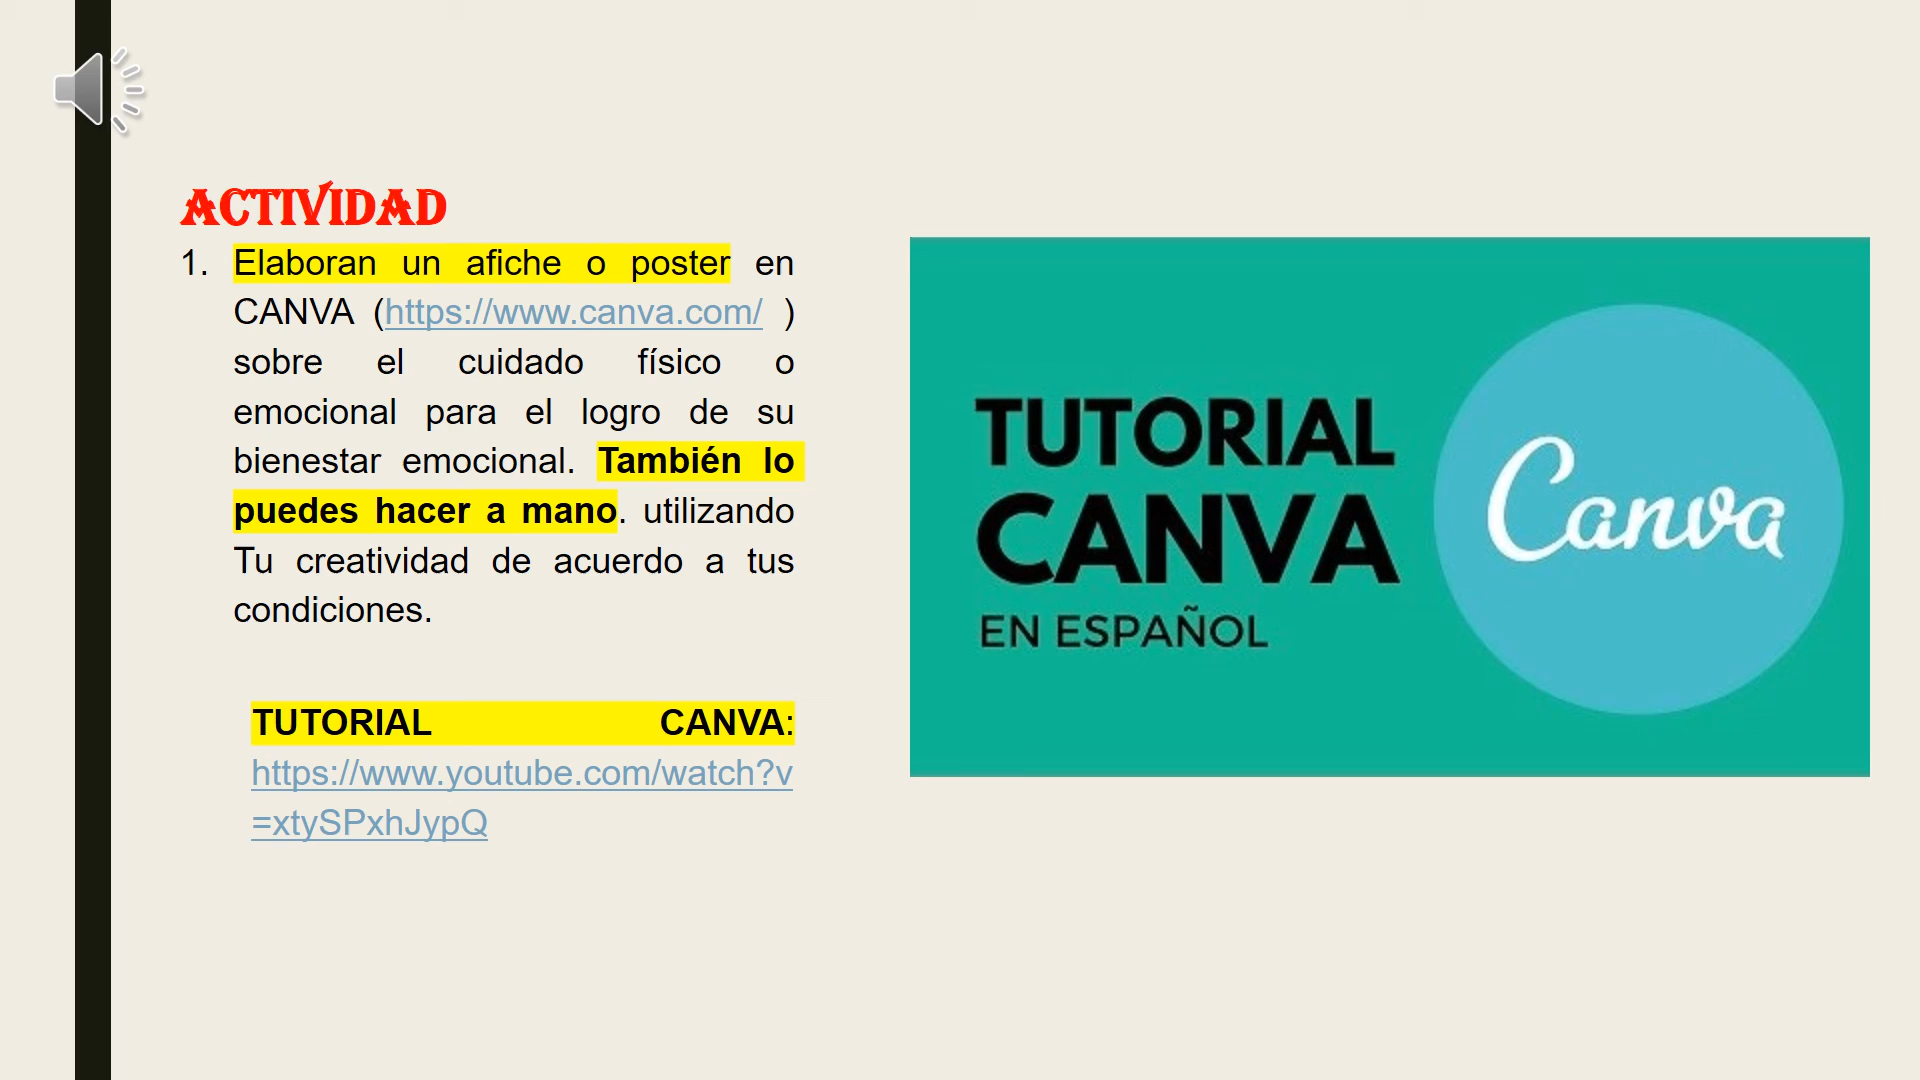 ACTIVIDAD
1. Elaboran un afiche o poster en
CANVA (https://www.canva.com/ )
sobre el cuidado físico o
emocional para el logro de su
bienestar emocional. También lo
puedes hacer a mano. utilizando
Tu creatividad de acuerdo a tus
condiciones.
TUTORIAL CANVA:
https://www.youtube.com/watch?v
=xtySPxhJypQ
TUTORIAL
CANVA
EN ESPAÑOL
Canva